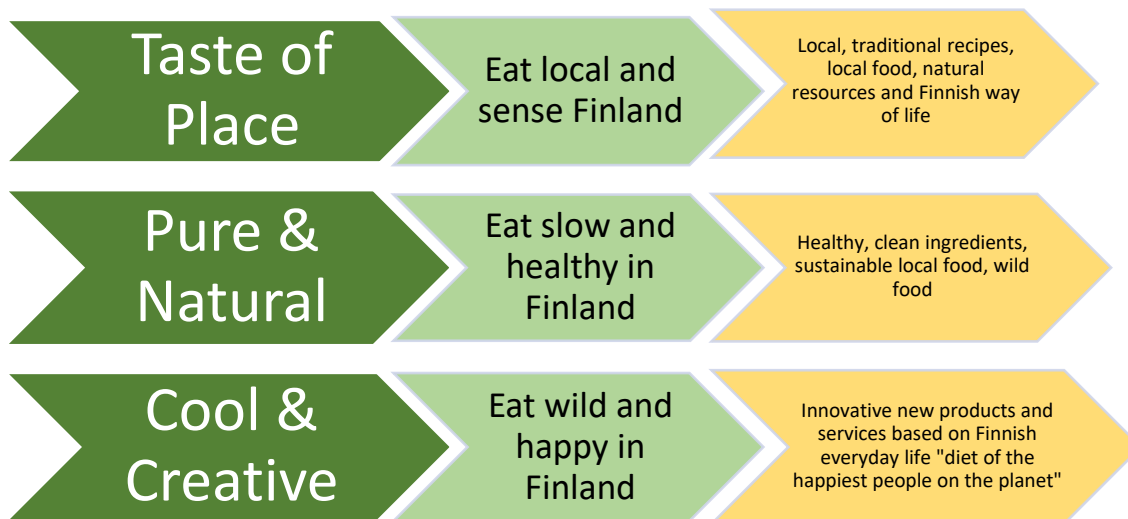 Taste of
Place
Eat local and
sense Finland
Local, traditional recipes,
local food, natural
resources and Finnish way
of life
Pure &
Natural
Eat slow and
healthy in
Finland
Healthy, clean ingredients,
sustainable local food, wild
food
Cool &
Creative
Eat wild and
happy in
Finland
Innovative new products and
services based on Finnish
everyday life "diet of the
happiest people on the planet"